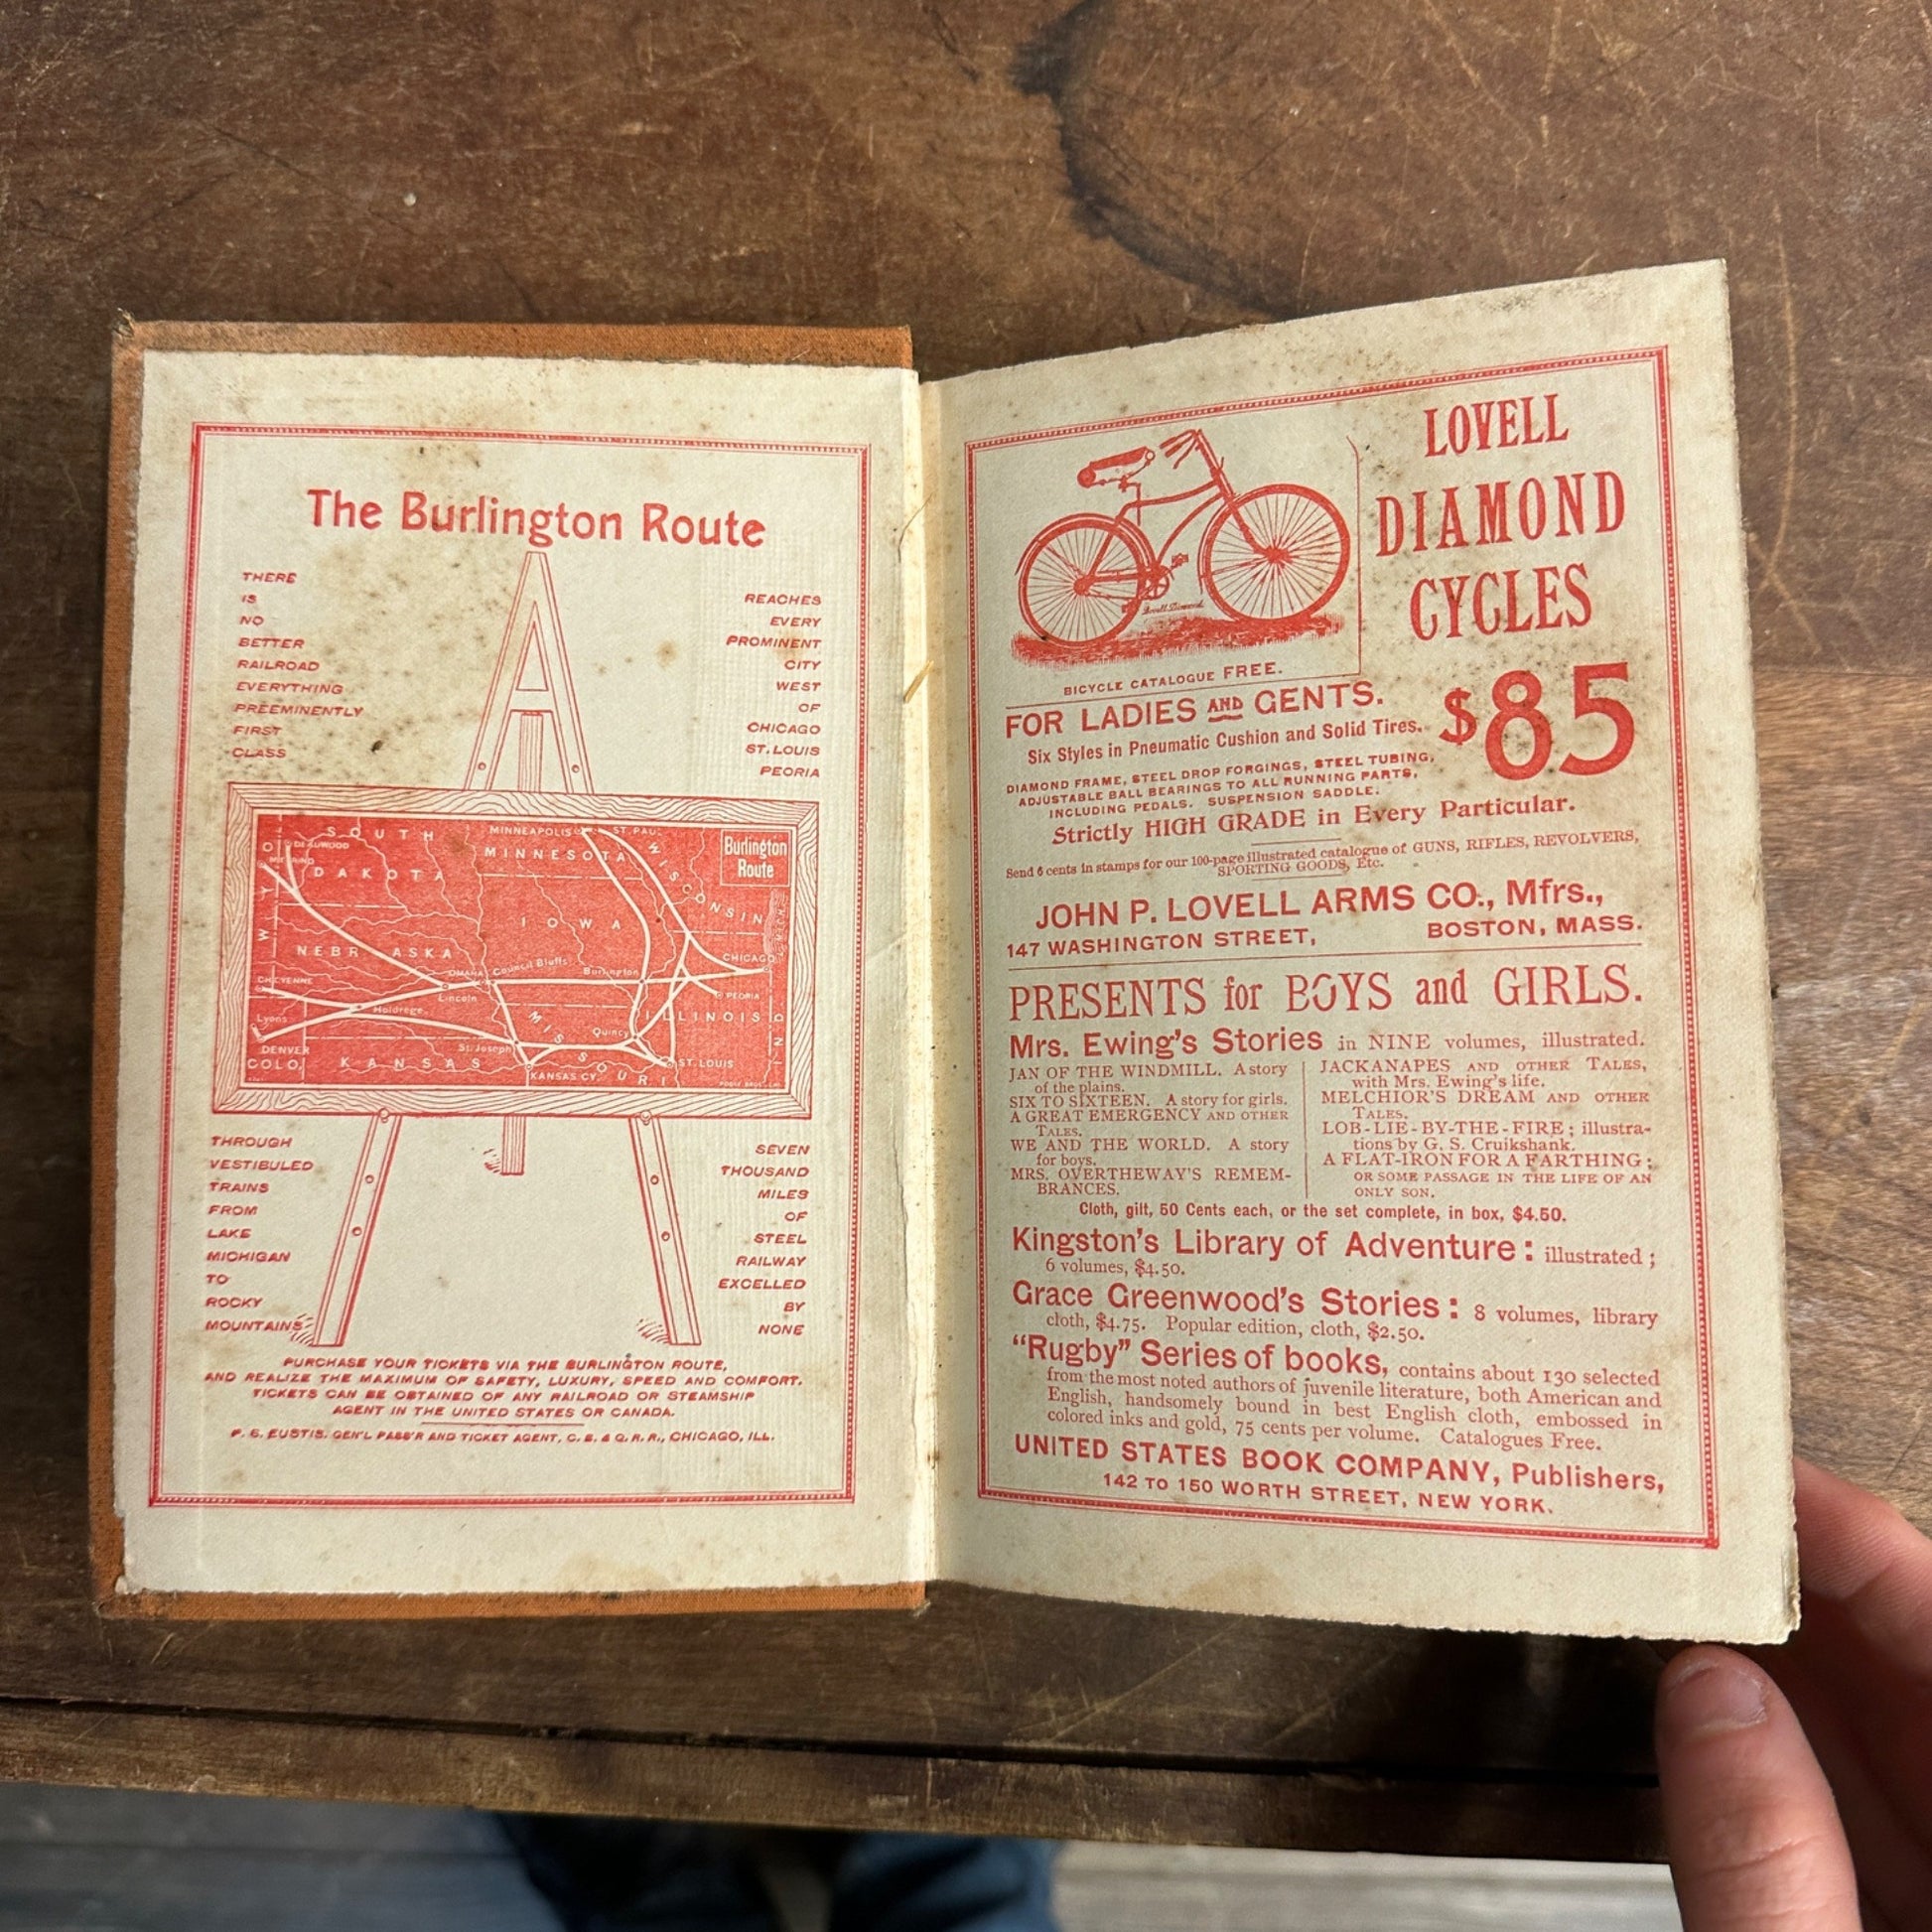 The Burlington Route
THERE
IS
NO
BETTER
RAILROAD
EVERYTHING
PREEMINENTLY
FIRST
CLASS
REACHES
EVERY
PROMINENT
CITY
WEST
OF
CHICAGO
ST. LOUIS
PEORIA
SOUTH
DAKOTA
DEADWOOD
MINNEAPOLIS
ST. PAUL
MINNESOTA
WISCONSIN
Burlington
Route
WYO
IOWA
NEBRASKA
CHEYENNE
OMAHA
Council Bluffs
Burlington
CHICAGO
Lincoln
PEORIA
Holdrege
Lyons
ILLINOIS
IND
MISSOURI
Quincy
DENVER
COLO.
KANSAS
St. Joseph
KANSAS CY.
ST. LOUIS
THROUGH
VESTIBULED
TRAINS
FROM
LAKE
MICHIGAN
TO
ROCKY
MOUNTAINS
SEVEN
THOUSAND
MILES
OF
STEEL
RAILWAY
EXCELLED
BY
NONE
PURCHASE YOUR TICKETS VIA THE BURLINGTON ROUTE,
AND REALIZE THE MAXIMUM OF SAFETY, LUXURY, SPEED AND COMFORT.
TICKETS CAN BE OBTAINED OF ANY RAILROAD OR STEAMSHIP
AGENT IN THE UNITED STATES OR CANADA.
P. S. EUSTIS. GEN'L PASS'R AND TICKET AGENT, C. B. & Q. R. R., CHICAGO, ILL.
LOVELL
DIAMOND
CYCLES
Lovell Diamond
BICYCLE CATALOGUE FREE.
FOR LADIES AND GENTS. $85
Six Styles in Pneumatic Cushion and Solid Tires.
DIAMOND FRAME, STEEL DROP FORGINGS, STEEL TUBING,
ADJUSTABLE BALL BEARINGS TO ALL RUNNING PARTS,
INCLUDING PEDALS. SUSPENSION SADDLE.
Strictly HIGH GRADE in Every Particular.
Send 6 cents in stamps for our 100-page illustrated catalogue of GUNS, RIFLES, REVOLVERS,
SPORTING GOODS, Etc.
JOHN P. LOVELL ARMS CO., Mfrs.,
147 WASHINGTON STREET, BOSTON, MASS.
PRESENTS for BOYS and GIRLS.
Mrs. Ewing's Stories in NINE volumes, illustrated.
JAN OF THE WINDMILL. A story
of the plains.
SIX TO SIXTEEN. A story for girls.
A GREAT EMERGENCY AND OTHER
TALES.
WE AND THE WORLD. A story
for boys.
MRS. OVERTHEWAY'S REMEM-
BRANCES.
JACKANAPES AND OTHER TALES,
with Mrs. Ewing's life.
MELCHIOR'S DREAM AND OTHER
TALES.
LOB-LIE-BY-THE-FIRE; illustra-
tions by G. S. Cruikshank.
A FLAT-IRON FOR A FARTHING;
OR SOME PASSAGE IN THE LIFE OF AN
ONLY SON.
Cloth, gilt, 50 Cents each, or the set complete, in box, $4.50.
Kingston's Library of Adventure: illustrated;
6 volumes, $4.50.
Grace Greenwood's Stories: 8 volumes, library
cloth, $4.75. Popular edition, cloth, $2.50.
"Rugby" Series of books, contains about 130 selected
from the most noted authors of juvenile literature, both American and
English, handsomely bound in best English cloth, embossed in
colored inks and gold, 75 cents per volume. Catalogues Free.
UNITED STATES BOOK COMPANY, Publishers,
142 TO 150 WORTH STREET, NEW YORK.